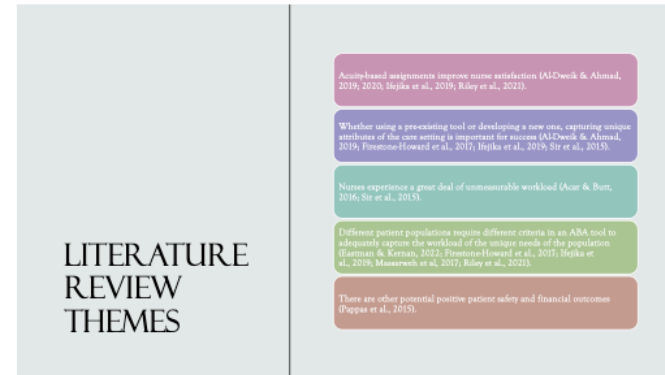 LITERATURE
REVIEW
THEMES
Acuity-based assignments improve nurse satisfaction (Al-Dweik & Ahmad,
2019; 2020; Ifejika et al., 2019; Riley et al., 2021).
Whether using a pre-existing tool or developing a new one, capturing unique
attributes of the care setting is important for success (Al-Dweik & Ahmad,
2019; Firestone-Howard et al., 2017; Ifejika et al., 2019; Sir et al., 2015).
Nurses experience a great deal of unmeasurable workload (Acar & Butt,
2016; Sir et al., 2015).
Different patient populations require different criteria in an ABA tool to
adequately capture the workload of the unique needs of the population
(Eastman & Kernan, 2022; Firestone-Howard et al., 2017; Ifejika et
al., 2019; Massarweh et al, 2017; Riley et al., 2021).
There are other potential positive patient safety and financial outcomes
(Pappas et al., 2015).